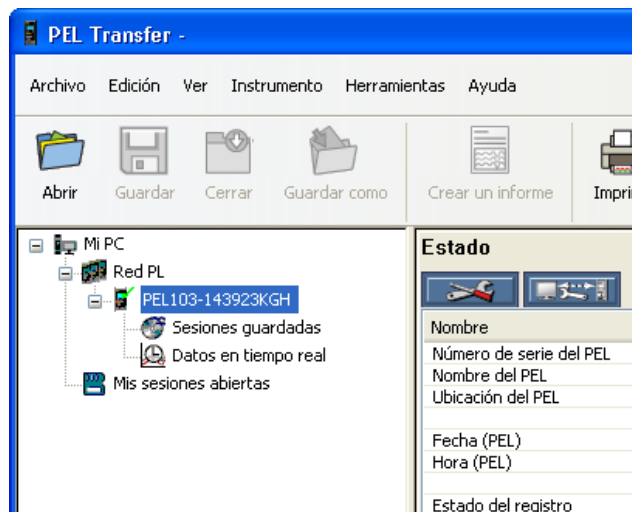 PEL Transfer -
Archivo Edición Ver Instrumento Herramientas Ayuda
Abrir Guardar Cerrar Guardar como Crear un informe
Mi PC
Red PL
PEL103-143923KGH
Sesiones guardadas
Datos en tiempo real
Mis sesiones abiertas
Estado
Nombre
Número de serie del PEL
Nombre del PEL
Ubicación del PEL
Fecha (PEL)
Hora (PEL)
Estado del registro